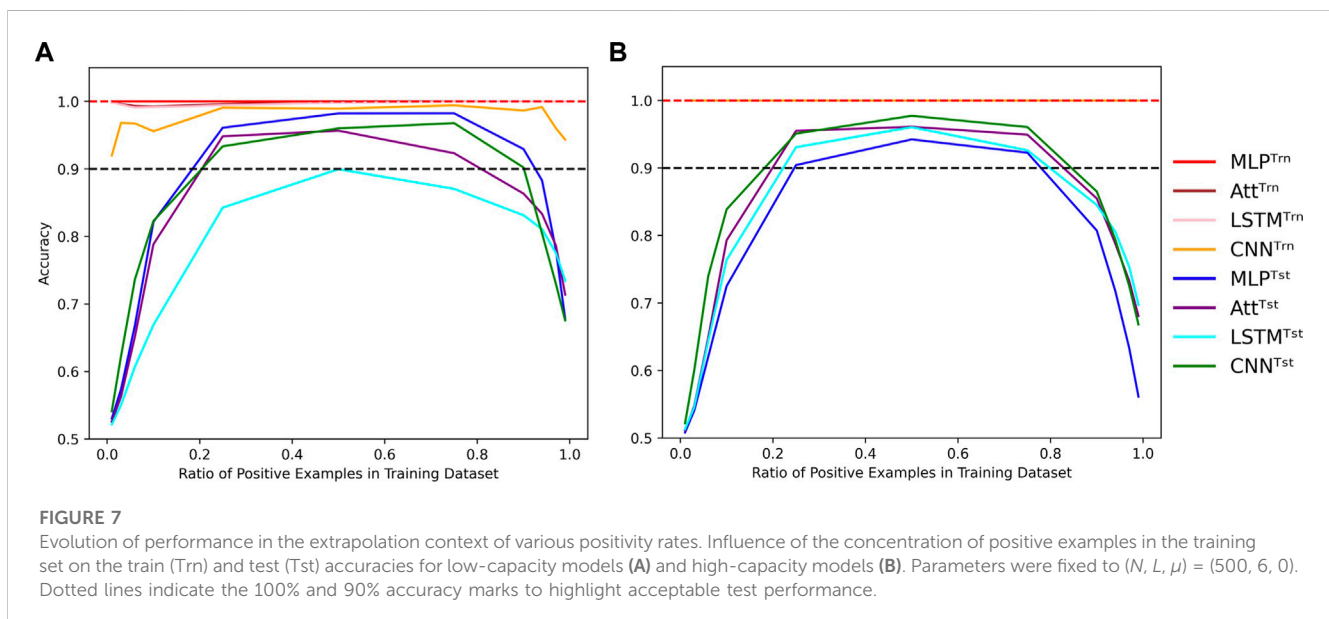 A
B
1.0
0.9
0.8
0.7
0.6
0.5
Accuracy
0.0 0.2 0.4 0.6 0.8 1.0
Ratio of Positive Examples in Training Dataset
1.0
0.9
0.8
0.7
0.6
0.5
0.0 0.2 0.4 0.6 0.8 1.0
Ratio of Positive Examples in Training Dataset
MLPTrn
AttTrn
LSTMTrn
CNNTrn
MLPTst
AttTst
LSTMTst
CNNTst
FIGURE 7
Evolution of performance in the extrapolation context of various positivity rates. Influence of the concentration of positive examples in the training
set on the train (Trn) and test (Tst) accuracies for low-capacity models (A) and high-capacity models (B). Parameters were fixed to (N, L, μ) = (500, 6, 0).
Dotted lines indicate the 100% and 90% accuracy marks to highlight acceptable test performance.